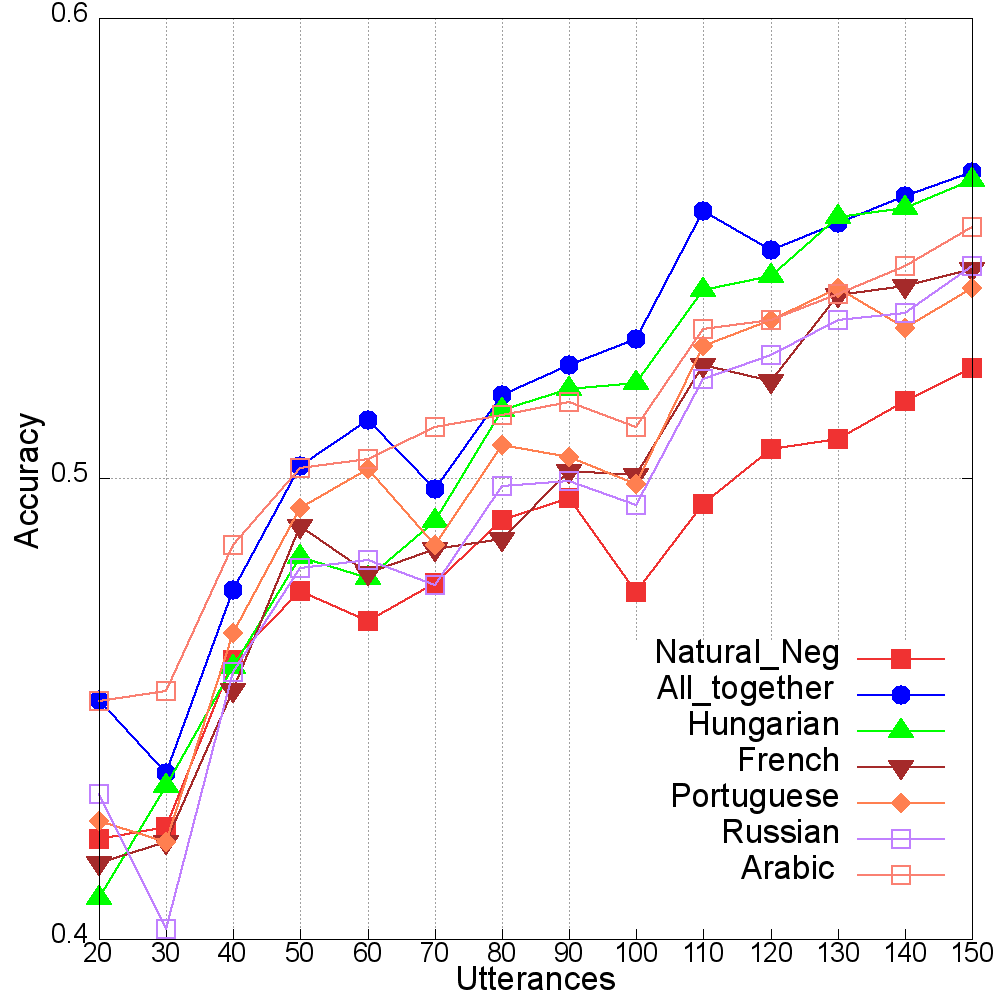 0.6
0.5
0.4
Accuracy
20 30 40 50 60 70 80 90 100 110 120 130 140 150
Utterances
Natural_Neg
All_together
Hungarian
French
Portuguese
Russian
Arabic